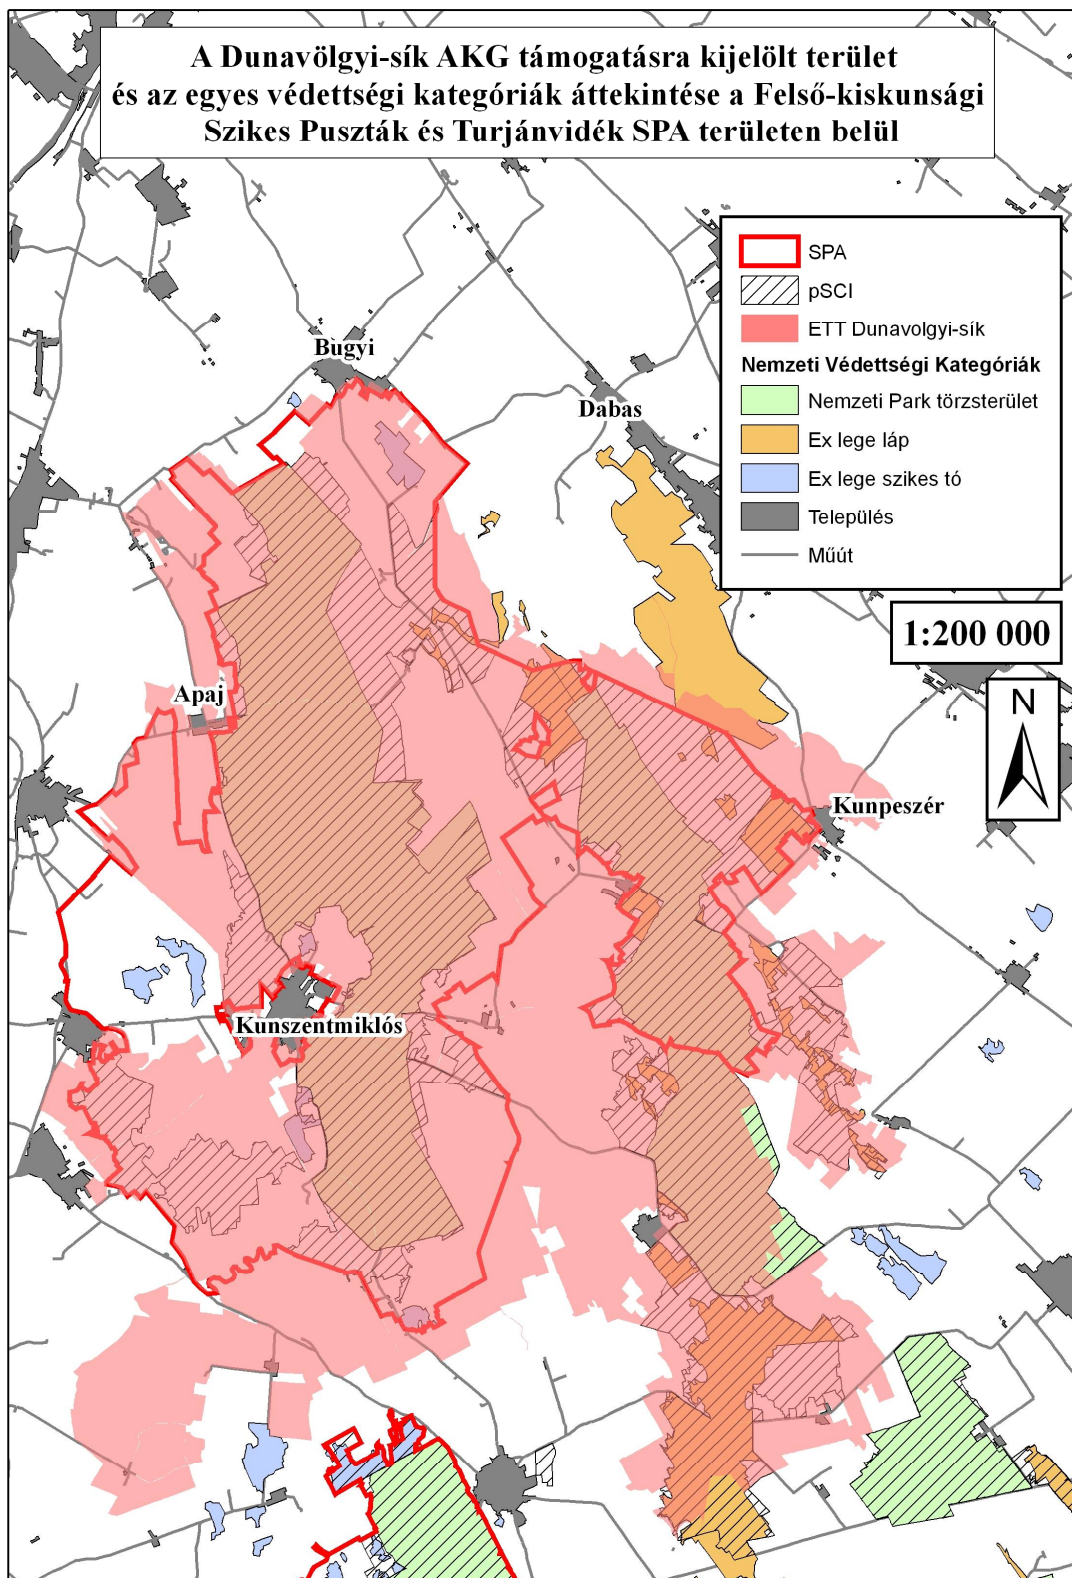 A Dunavölgyi-sík AKG támogatásra kijelölt terület
és az egyes védettségi kategóriák áttekintése a Felső-kiskunsági
Szikes Puszták és Turjánvidék SPA területen belül
SPA
pSCI
ETT Dunavolgyi-sík
Nemzeti Védettségi Kategóriák
Nemzeti Park törzsterület
Ex lege láp
Ex lege szikes tó
Település
Műút
1:200 000
N
Bugyi
Dabas
Apaj
Kunpeszér
Kunszentmiklós